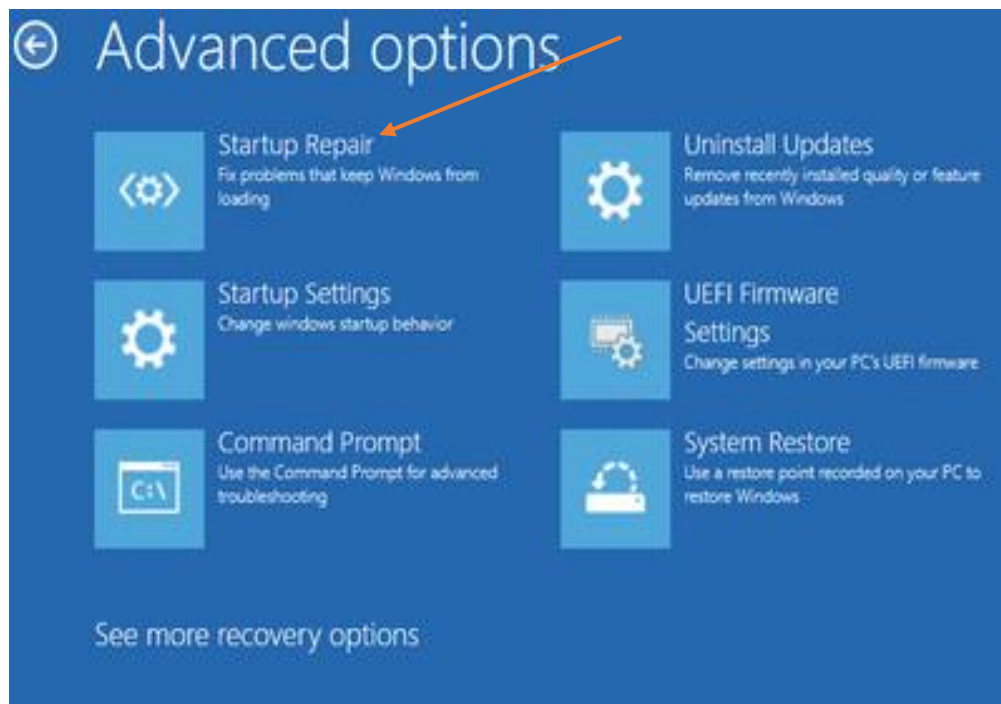 Advanced options
Startup Repair
Fix problems that keep Windows from
loading
Uninstall Updates
Remove recently installed quality or feature
updates from Windows
Startup Settings
Change windows startup behavior
UEFI Firmware
Settings
Change settings in your PC's UEFI firmware
Command Prompt
Use the Command Prompt for advanced
troubleshooting
C:\
System Restore
Use a restore point recorded on your PC to
restore Windows
See more recovery options